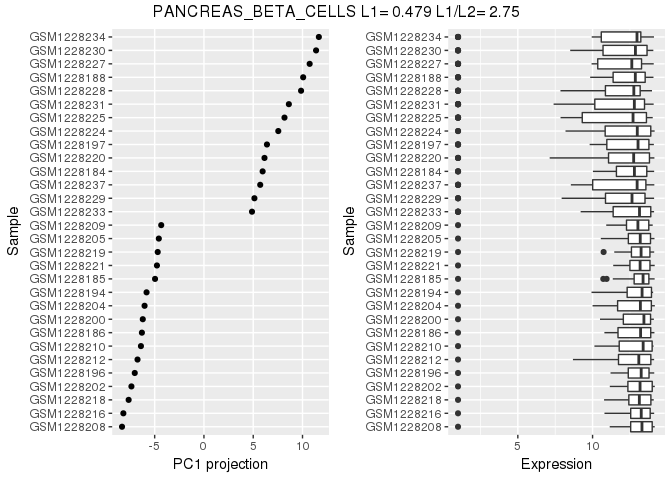 PANCREAS_BETA_CELLS L1= 0.479 L1/L2= 2.75
Sample
GSM1228234
GSM1228230
GSM1228227
GSM1228188
GSM1228228
GSM1228231
GSM1228225
GSM1228224
GSM1228197
GSM1228220
GSM1228184
GSM1228237
GSM1228229
GSM1228233
GSM1228209
GSM1228205
GSM1228219
GSM1228221
GSM1228185
GSM1228194
GSM1228204
GSM1228200
GSM1228186
GSM1228210
GSM1228212
GSM1228196
GSM1228202
GSM1228218
GSM1228216
GSM1228208
-5 0 5 10
PC1 projection
Sample
GSM1228234
GSM1228230
GSM1228227
GSM1228188
GSM1228228
GSM1228231
GSM1228225
GSM1228224
GSM1228197
GSM1228220
GSM1228184
GSM1228237
GSM1228229
GSM1228233
GSM1228209
GSM1228205
GSM1228219
GSM1228221
GSM1228185
GSM1228194
GSM1228204
GSM1228200
GSM1228186
GSM1228210
GSM1228212
GSM1228196
GSM1228202
GSM1228218
GSM1228216
GSM1228208
5 10
Expression